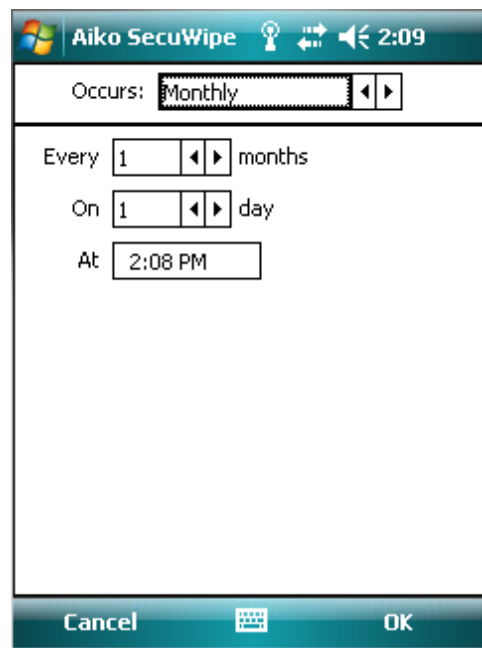 Aiko SecuWipe 2:09
Occurs: Monthly
Every 1 months
On 1 day
At 2:08 PM
Cancel OK